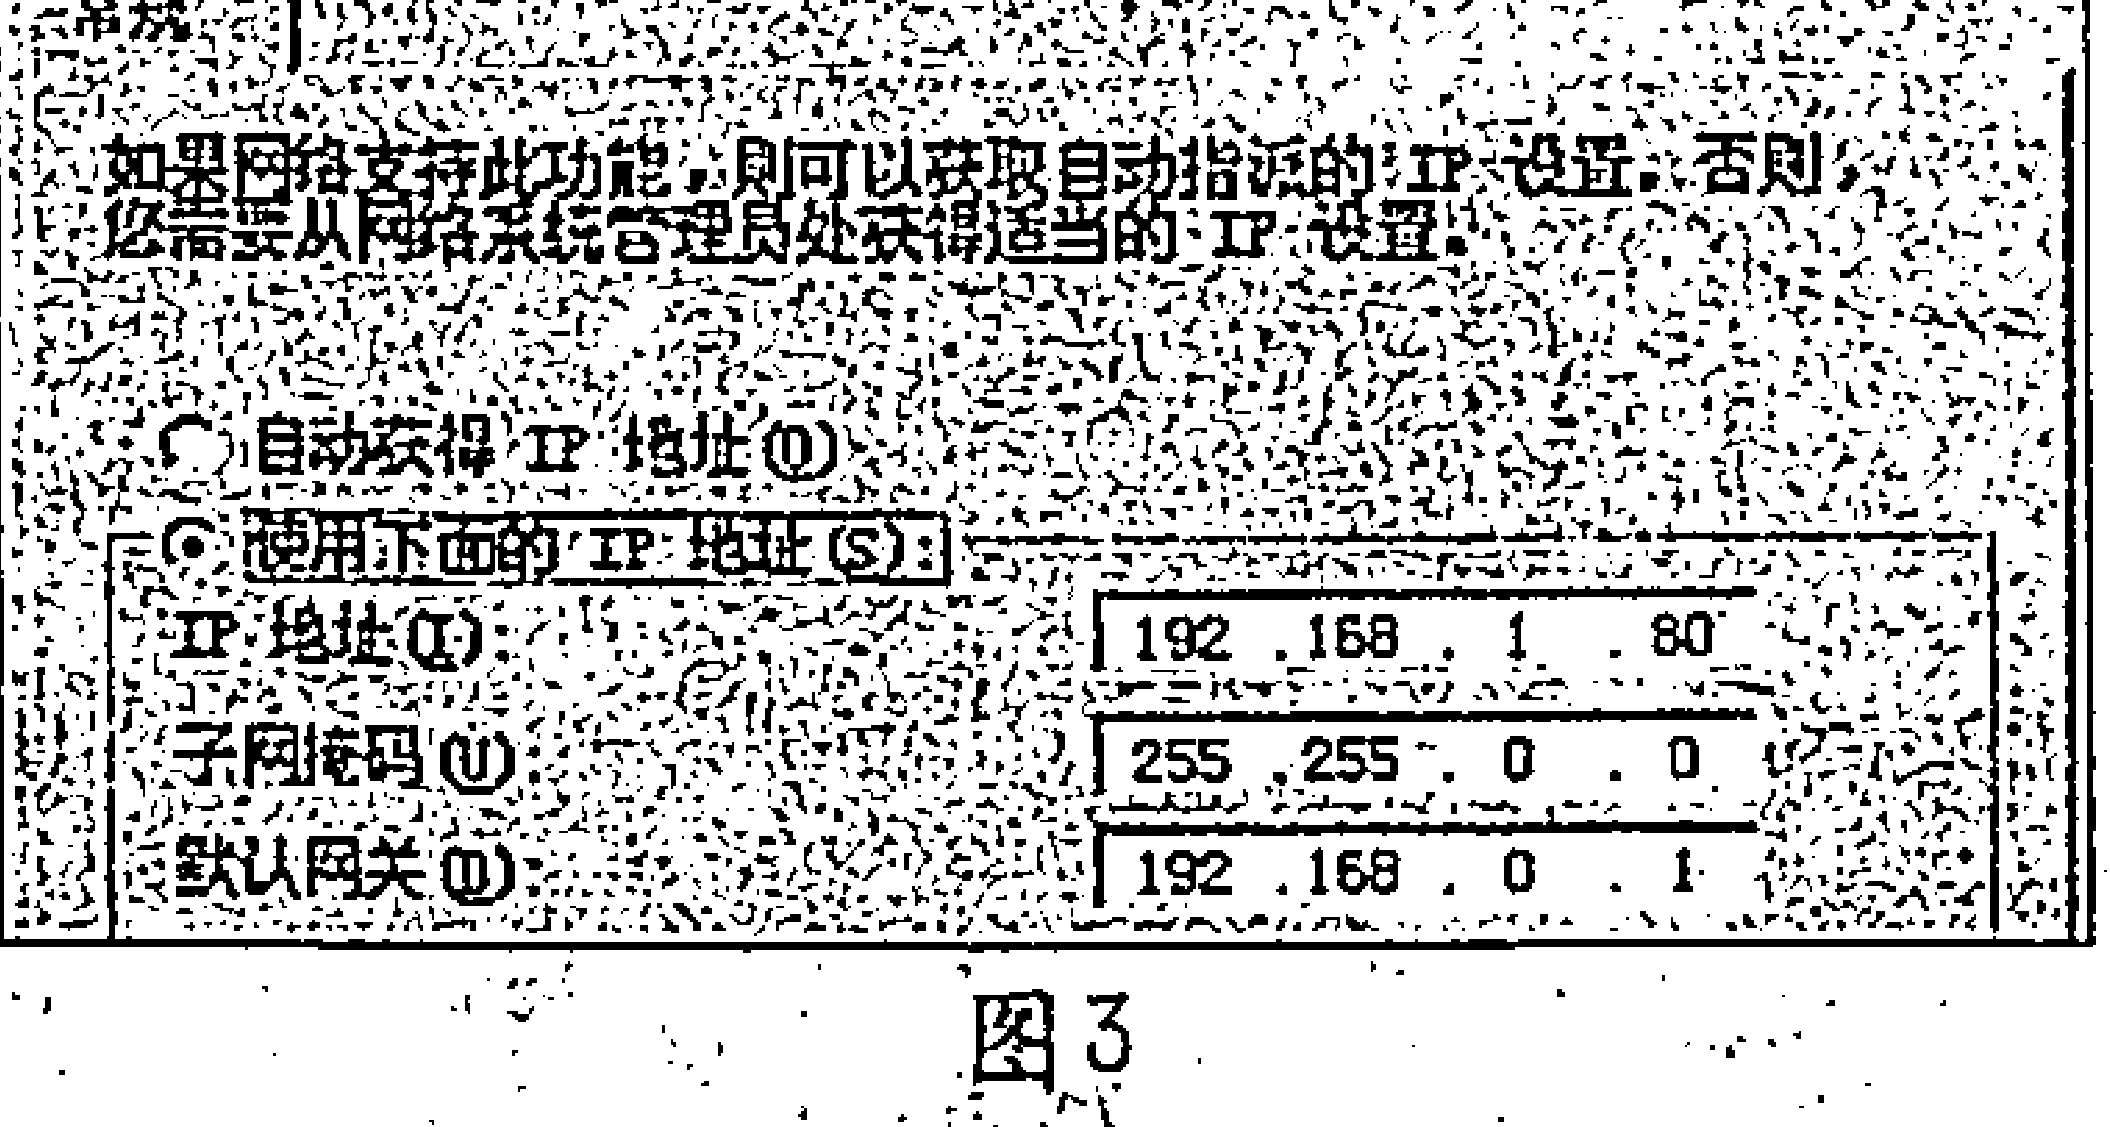 常规
如果网络支持此功能,则可以获取自动指派的 IP 设置。否则,
您需要从网络系统管理员处获得适当的 IP 设置。
自动获得 IP 地址(O)
使用下面的 IP 地址(S):
IP 地址(I): 192 .168 . 1 . 80
子网掩码(U): 255 .255 . 0 . 0
默认网关(D): 192 .168 . 0 . 1
图 3